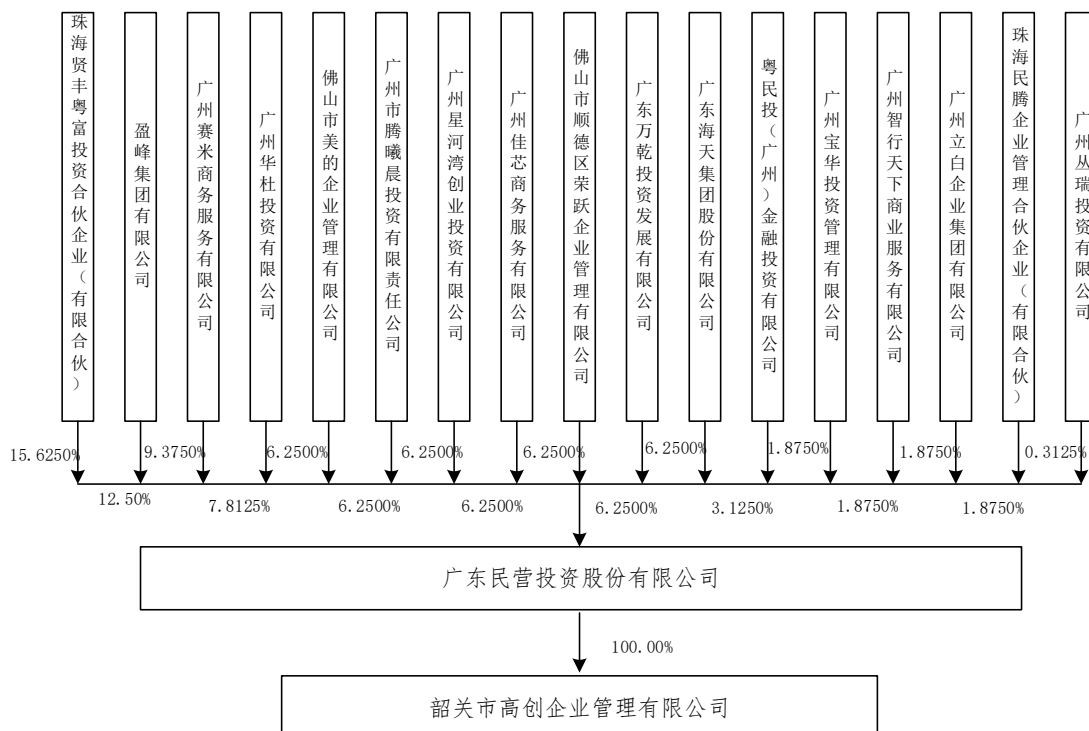 珠海贤丰粤富投资合伙企业（有限合伙）
盈峰集团有限公司
广州赛米商务服务有限公司
广州华杜投资有限公司
佛山市美的企业管理有限公司
广州市腾曦晨投资有限责任公司
广州星河湾创业投资有限公司
广州佳芯商务服务有限公司
佛山市顺德区荣跃企业管理有限公司
广东万乾投资发展有限公司
广东海天集团股份有限公司
粤民投（广州）金融投资有限公司
广州宝华投资管理有限公司
广州智行天下商业服务有限公司
广州立白企业集团有限公司
珠海民腾企业管理合伙企业（有限合伙）
广州丛瑞投资有限公司
15.6250%
9.3750%
6.2500%
6.2500%
6.2500%
6.2500%
1.8750%
1.8750%
0.3125%
12.50%
7.8125%
6.2500%
6.2500%
6.2500%
3.1250%
1.8750%
1.8750%
广东民营投资股份有限公司
100.00%
韶关市高创企业管理有限公司